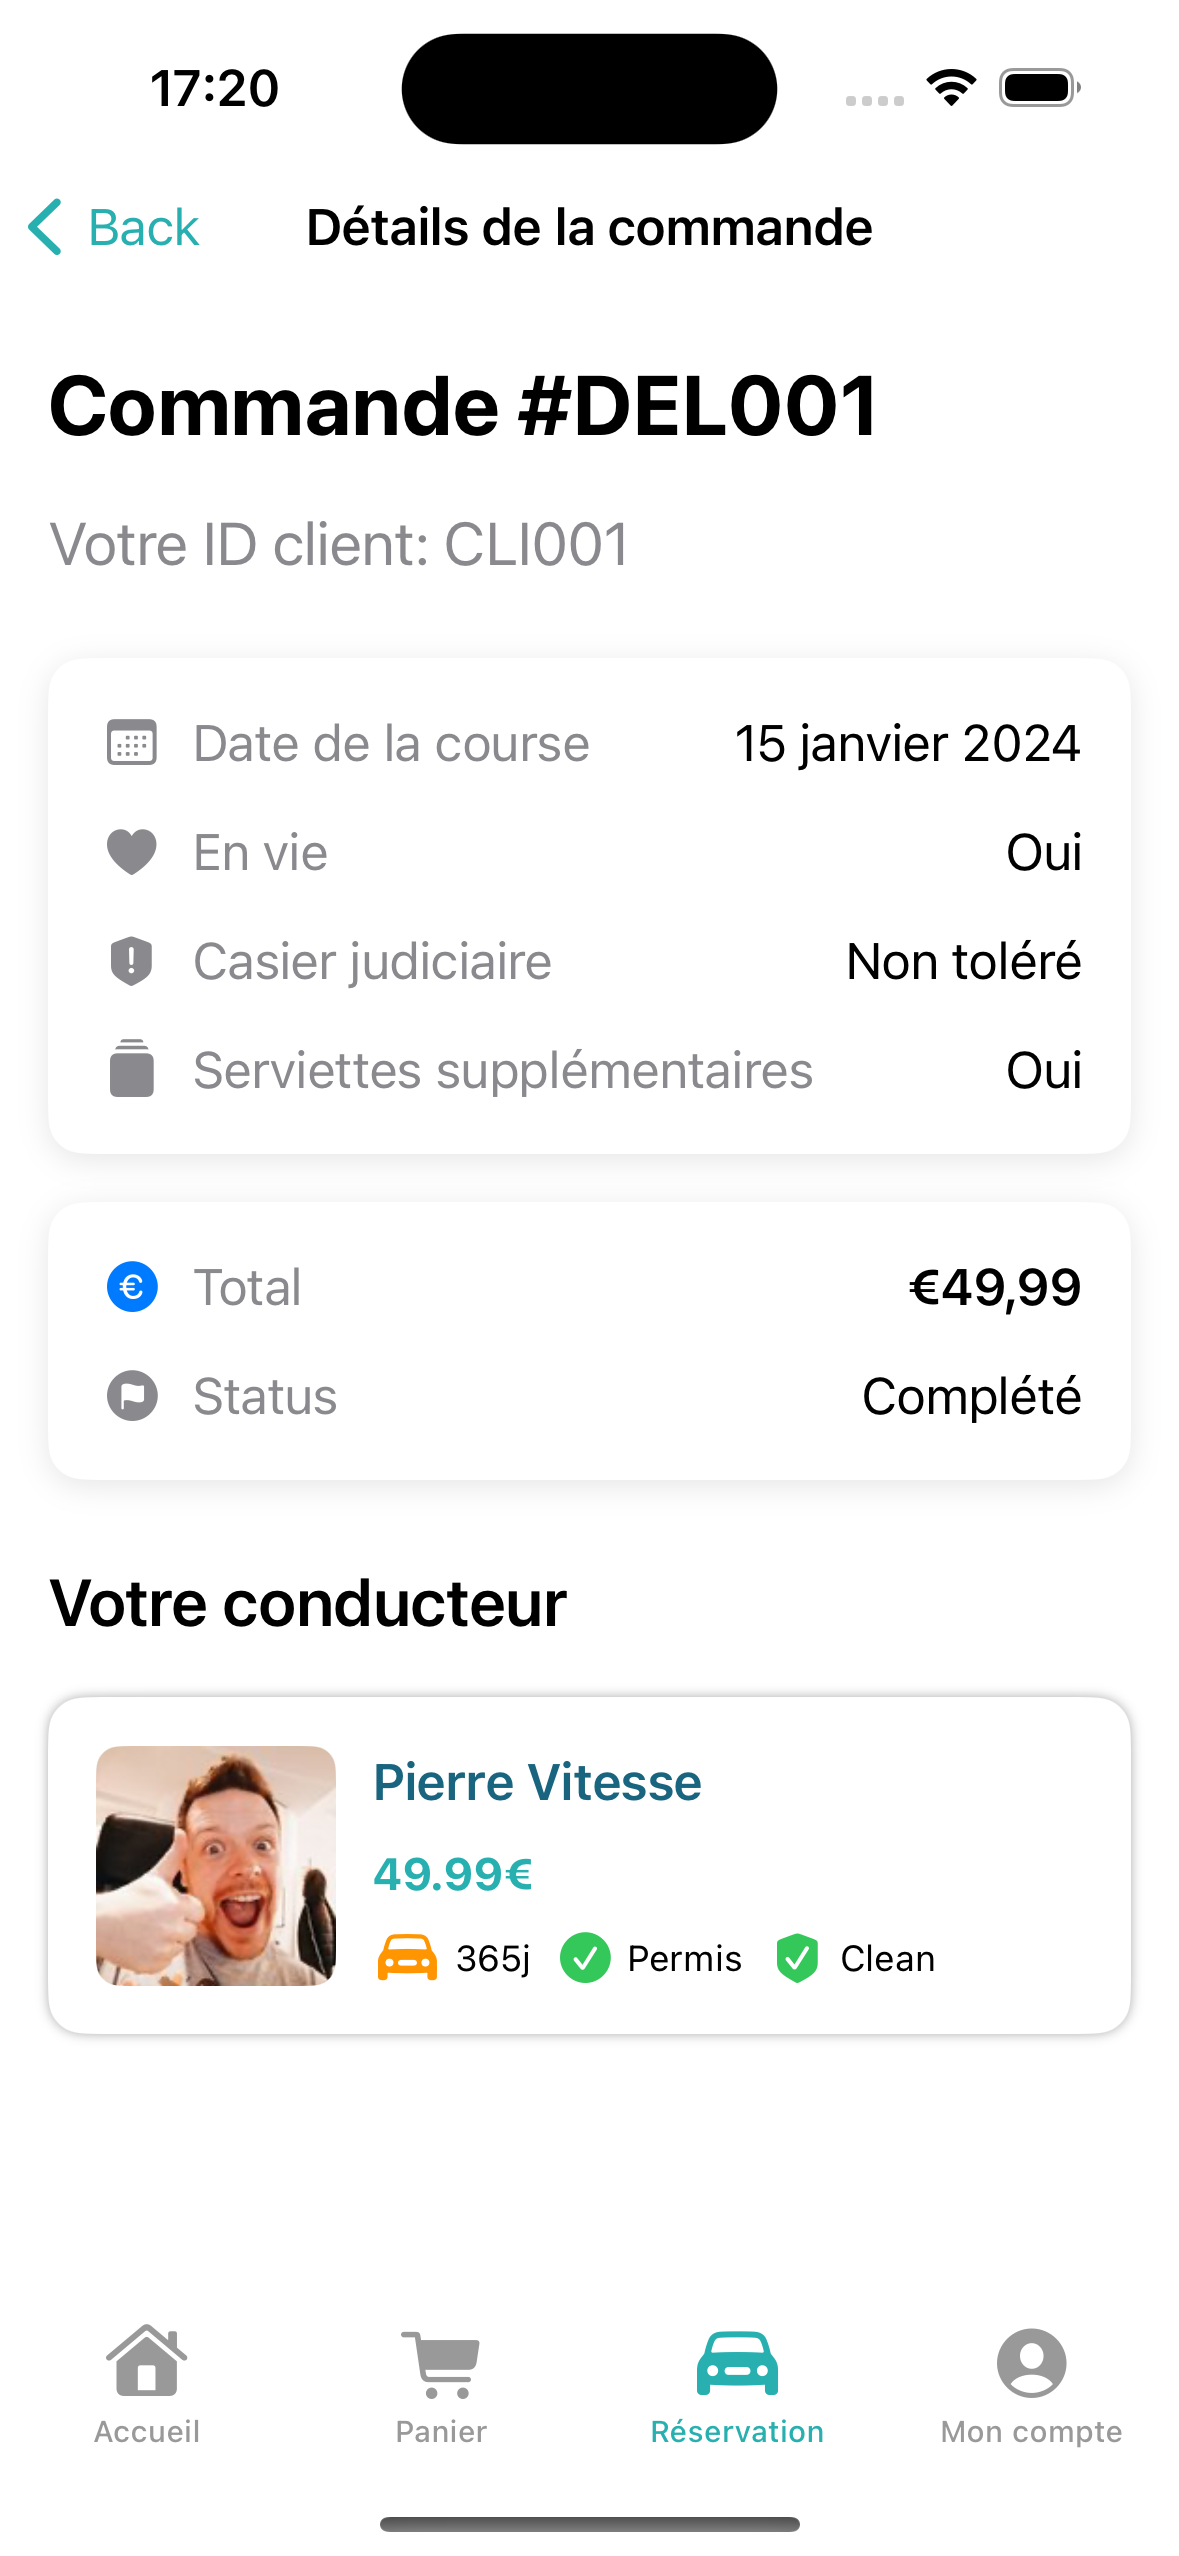 17:20
Back
Détails de la commande
Commande #DEL001
Votre ID client: CLI001
Date de la course 15 janvier 2024
En vie Oui
Casier judiciaire Non toléré
Serviettes supplémentaires Oui
€ Total €49,99
Status Complété
Votre conducteur
Pierre Vitesse
49.99€
365j Permis Clean
Accueil Panier Réservation Mon compte